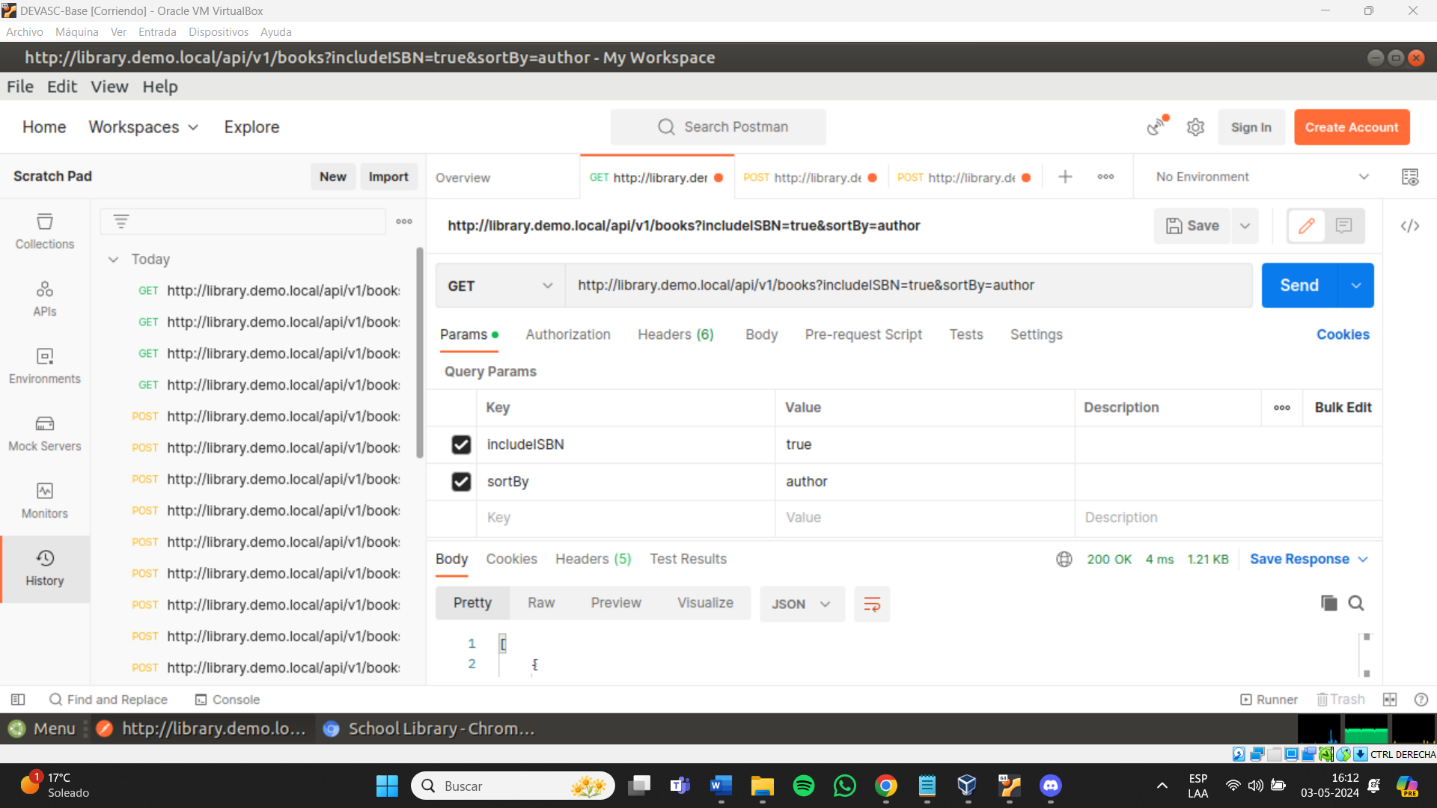 DEVASC-Base [Corriendo] - Oracle VM VirtualBox
Archivo Máquina Ver Entrada Dispositivos Ayuda
http://library.demo.local/api/v1/books?includeISBN=true&sortBy=author - My Workspace
File Edit View Help
Home Workspaces Explore Search Postman Sign In Create Account
Scratch Pad New Import Overview GET http://library.der POST http://library.de POST http://library.de No Environment
Collections
APIs
Environments
Mock Servers
Monitors
History
Today
GET http://library.demo.local/api/v1/books
GET http://library.demo.local/api/v1/books
GET http://library.demo.local/api/v1/books
GET http://library.demo.local/api/v1/books
POST http://library.demo.local/api/v1/books
POST http://library.demo.local/api/v1/books
POST http://library.demo.local/api/v1/books
POST http://library.demo.local/api/v1/books
POST http://library.demo.local/api/v1/books
POST http://library.demo.local/api/v1/books
POST http://library.demo.local/api/v1/books
POST http://library.demo.local/api/v1/books
POST http://library.demo.local/api/v1/books
http://library.demo.local/api/v1/books?includeISBN=true&sortBy=author Save
GET http://library.demo.local/api/v1/books?includeISBN=true&sortBy=author Send
Params Authorization Headers (6) Body Pre-request Script Tests Settings Cookies
Query Params
Key Value Description Bulk Edit
includeISBN true
sortBy author
Key Value Description
Body Cookies Headers (5) Test Results 200 OK 4 ms 1.21 KB Save Response
Pretty Raw Preview Visualize JSON
1 [
2 {
Find and Replace Console Runner Trash
Menu http://library.demo.lo... School Library - Chrom...
CTRL DERECHA
1 17°C
Soleado
Buscar
ESP
LAA
16:12
03-05-2024
PRE